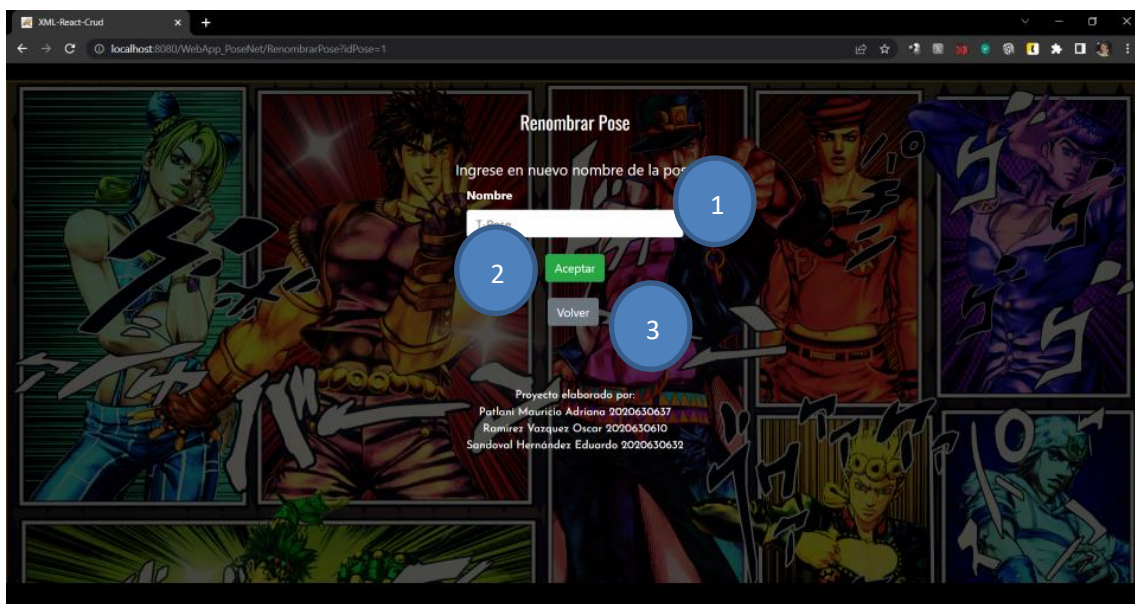 XML-React-Crud
localhost:8080/WebApp_PoseNet/RenombrarPose?idPose=1
Renombrar Pose
Ingrese en nuevo nombre de la
Nombre
1
2
Aceptar
Volver
3
Proyecto elaborado por:
Patlani Mauricio Adriana 2020630637
Ramirez Vazquez Oscar 2020630610
Sandoval Hernández Eduardo 2020630632